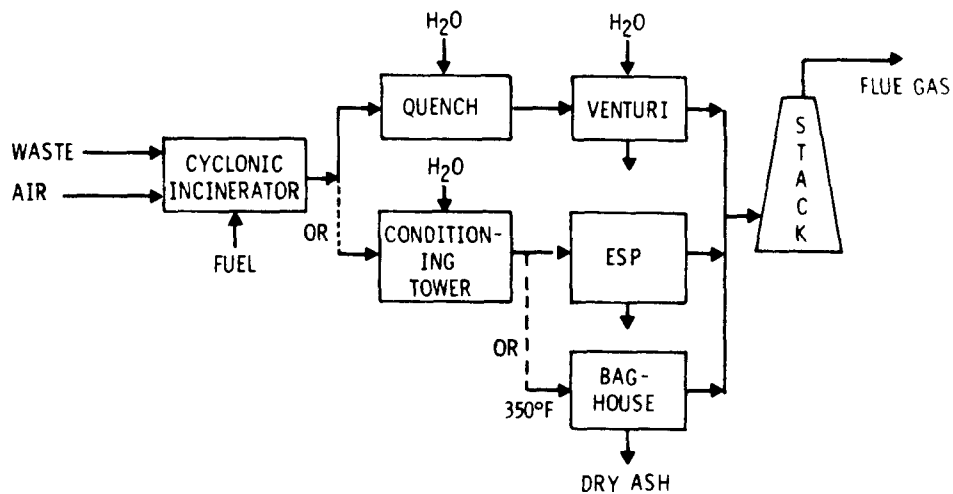 H2O
H2O
QUENCH
VENTURI
FLUE GAS
STACK
WASTE
AIR
CYCLONIC
INCINERATOR
FUEL
OR
H2O
CONDITION-
ING
TOWER
ESP
OR
350°F
BAG-
HOUSE
DRY ASH